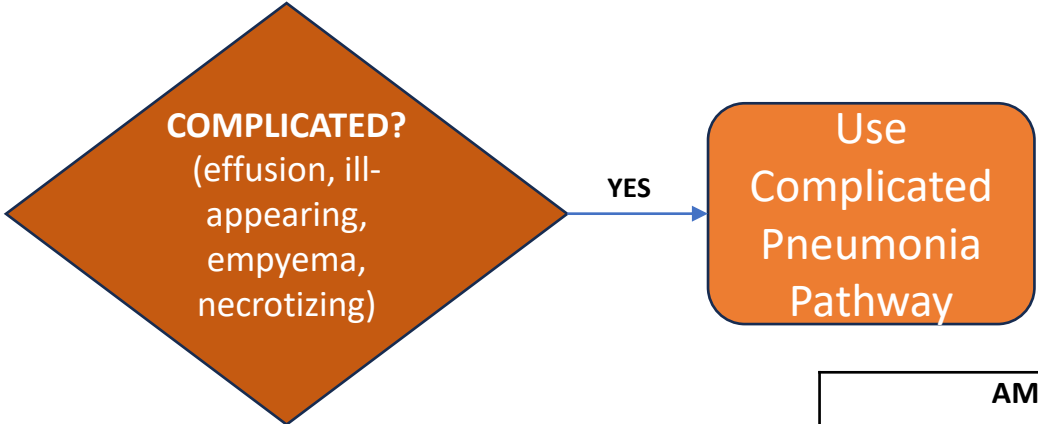 COMPLICATED?
(effusion, ill-
appearing,
empyema,
necrotizing)
YES
Use
Complicated
Pneumonia
Pathway
AM